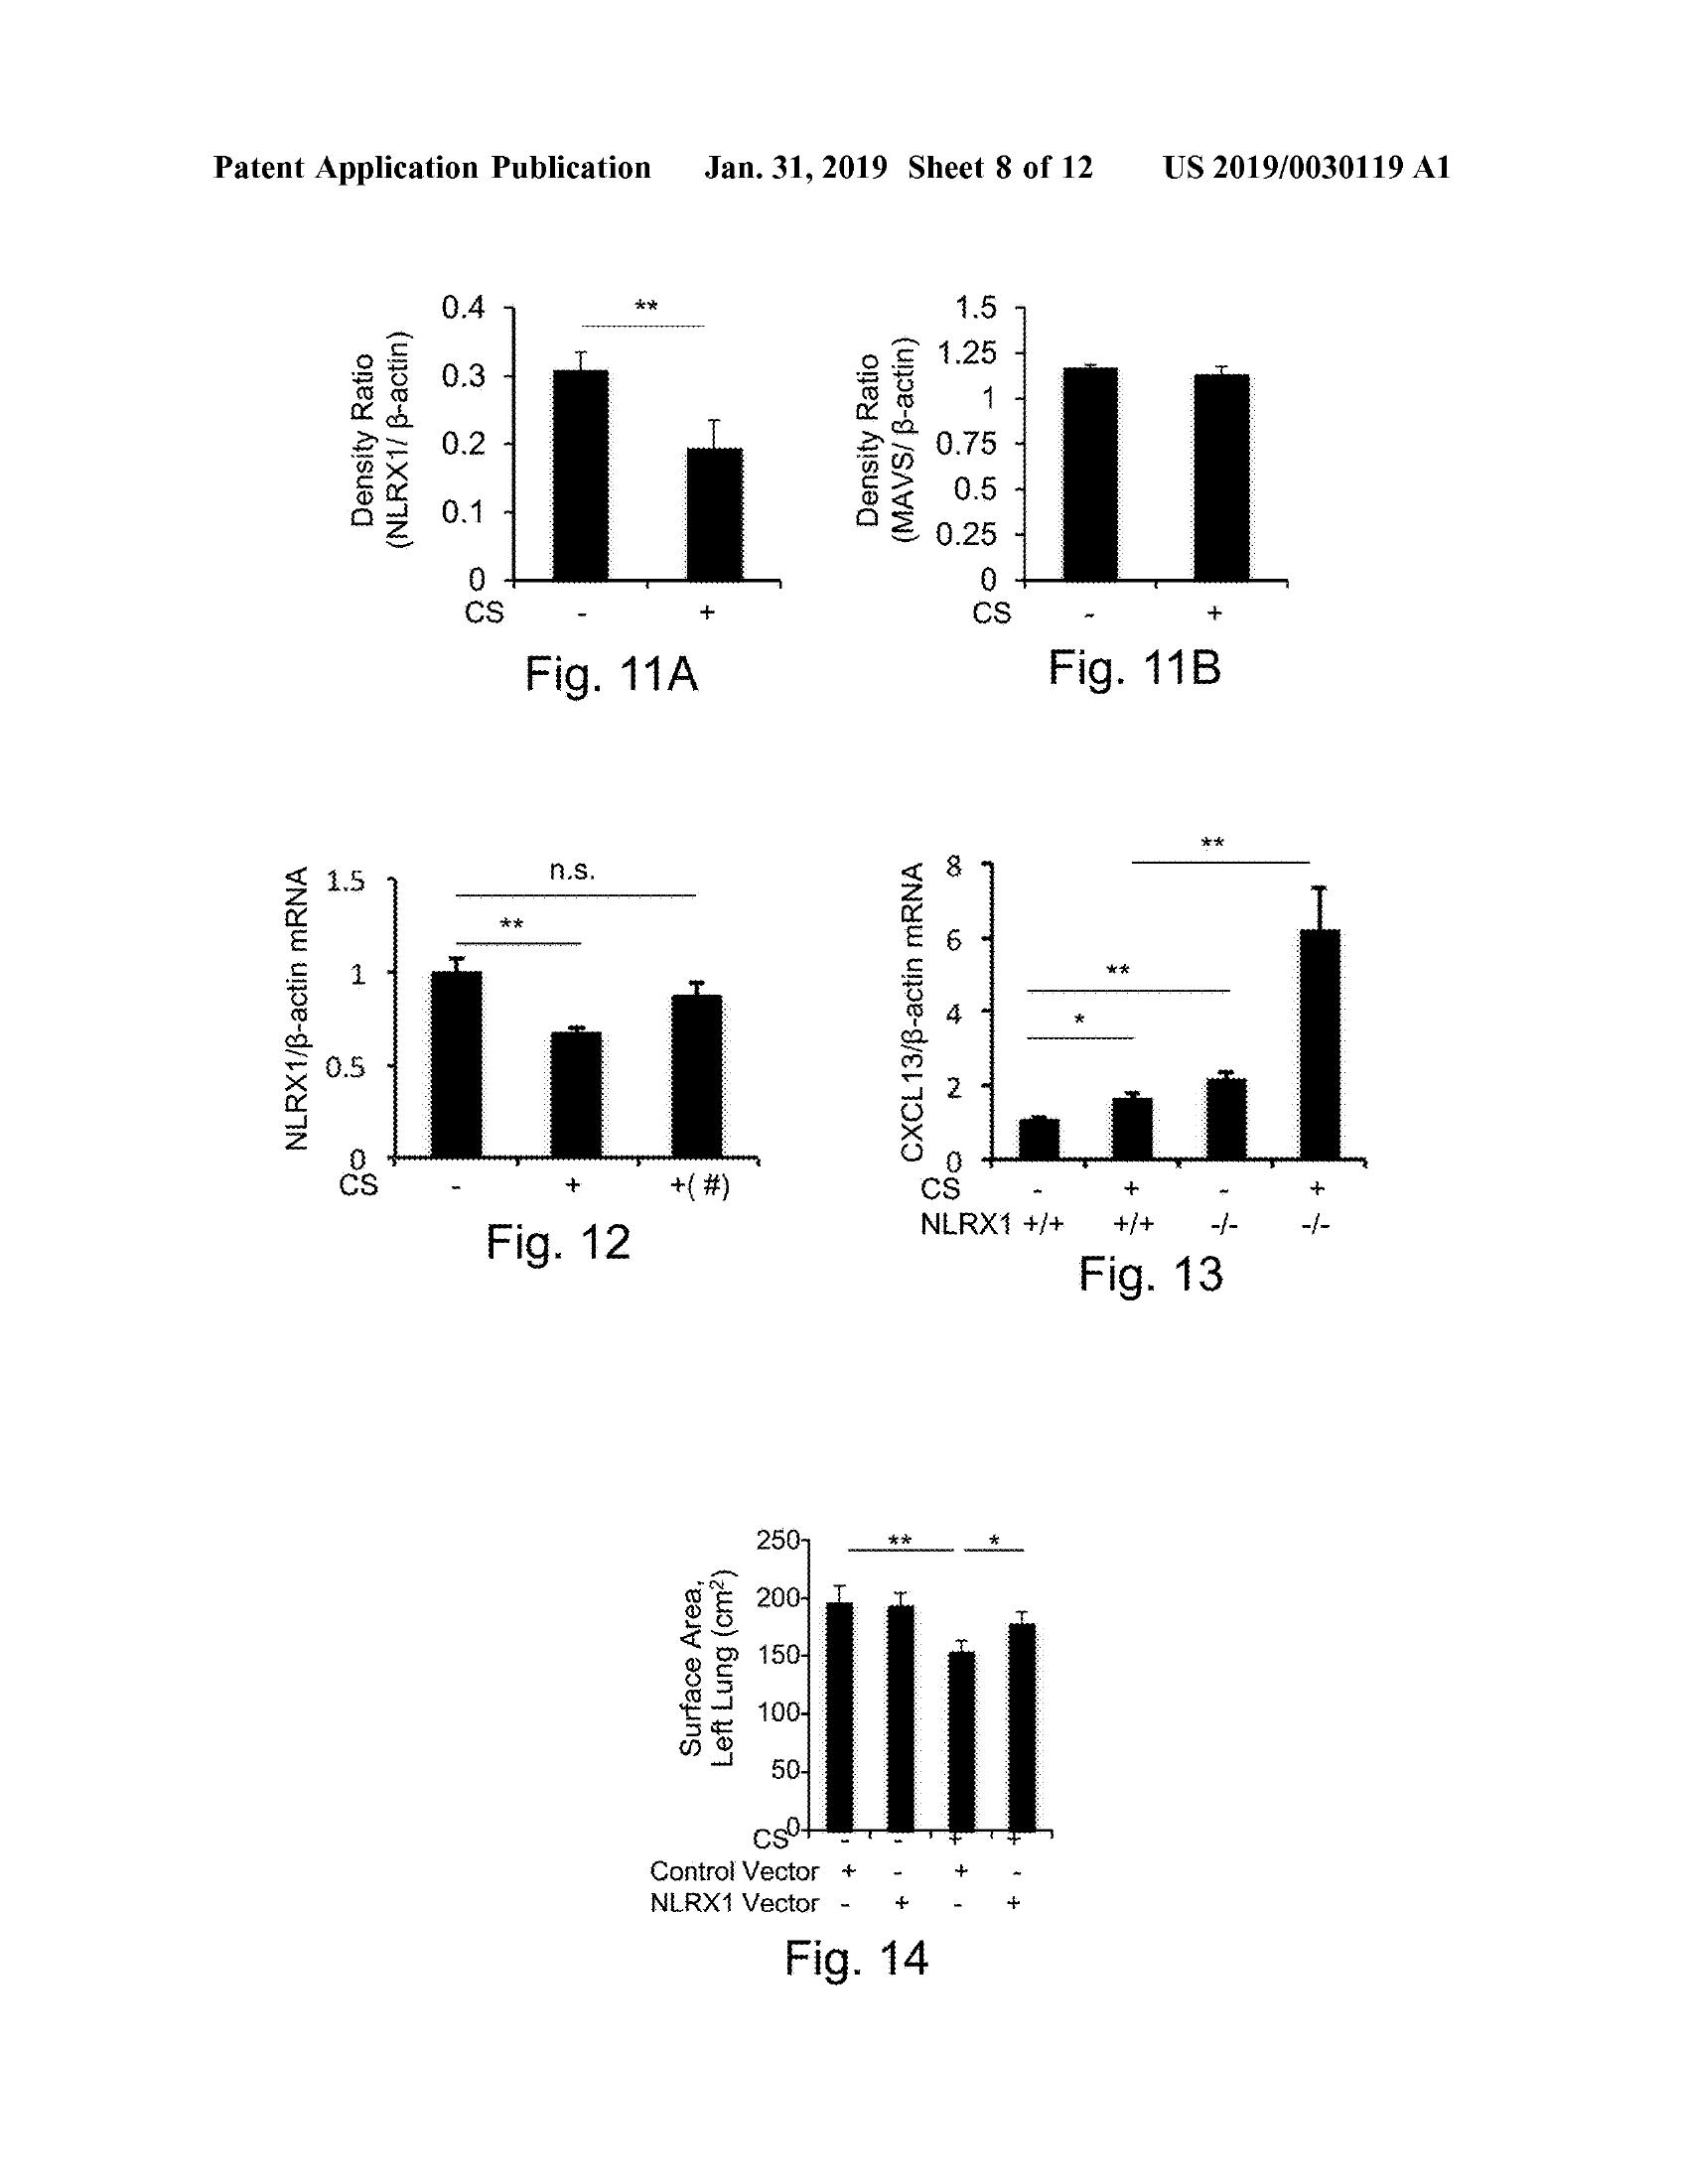 Patent Application Publication Jan. 31, 2019 Sheet 8 of 12 US 2019/0030119 A1
Density Ratio
(NLRX1/ β-actin)
0.4
0.3
0.2
0.1
0
**
CS - +
Fig. 11A
Density Ratio
(MAVS/ β-actin)
1.5
1.25
1
0.75
0.5
0.25
0
CS - +
Fig. 11B
NLRX1/β-actin mRNA
1.5
1
0.5
0
n.s.
**
CS - + +( #)
Fig. 12
CXCL13/β-actin mRNA
8
6
4
2
0
**
**
*
CS - + - +
NLRX1 +/+ +/+ -/- -/-
Fig. 13
Surface Area,
Left Lung (cm²)
250
200
150
100
50
0
** *
CS - - + +
Control Vector + - + -
NLRX1 Vector - + - +
Fig. 14